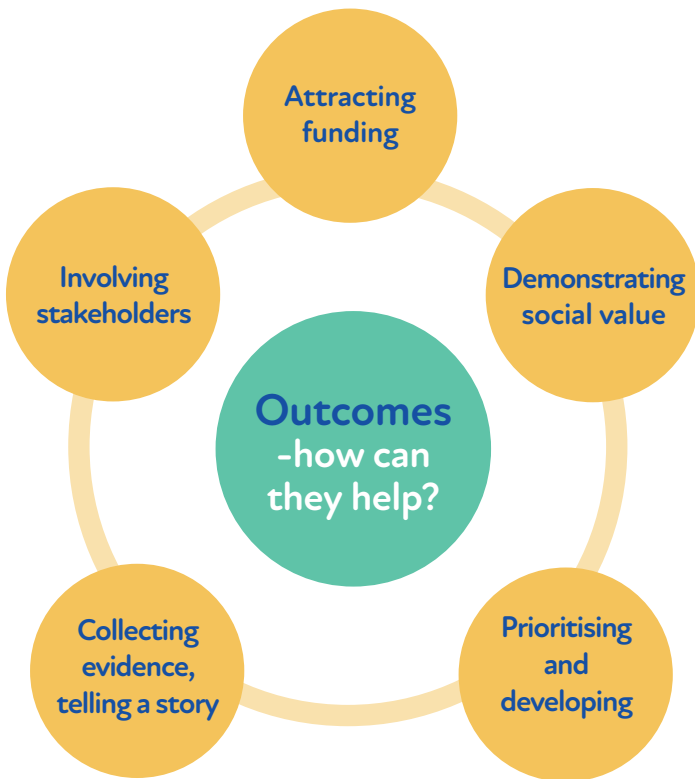 Attracting
funding
Demonstrating
social value
Prioritising
and
developing
Collecting
evidence,
telling a story
Involving
stakeholders
Outcomes
-how can
they help?